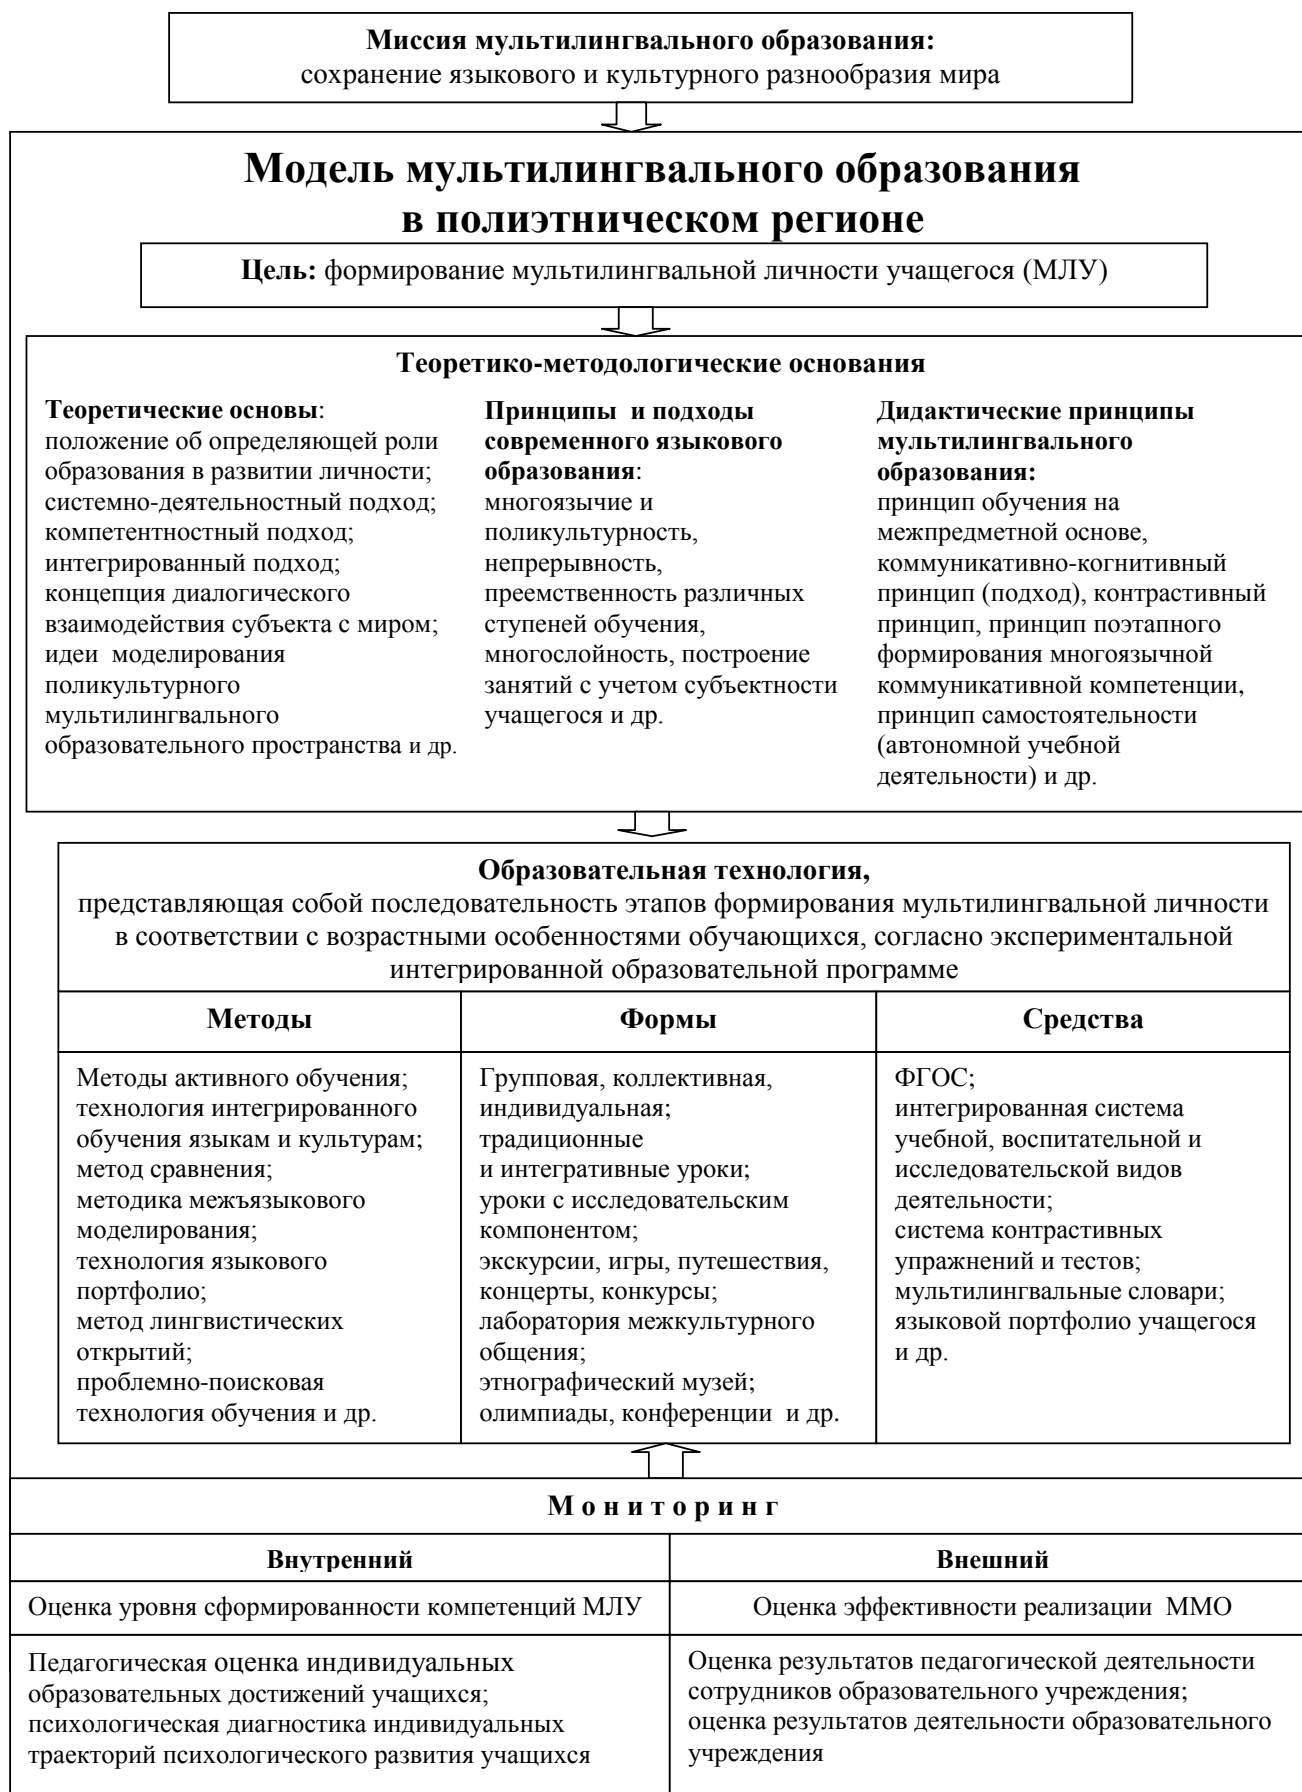 Миссия мультилингвального образования:
сохранение языкового и культурного разнообразия мира
Модель мультилингвального образования
в полиэтническом регионе
Цель: формирование мультилингвальной личности учащегося (МЛУ)
Теоретико-методологические основания
Теоретические основы:
положение об определяющей роли
образования в развитии личности;
системно-деятельностный подход;
компетентностный подход;
интегрированный подход;
концепция диалогического
взаимодействия субъекта с миром;
идеи моделирования
поликультурного
мультилингвального
образовательного пространства и др.
Принципы и подходы
современного языкового
образования:
многоязычие и
поликультурность,
непрерывность,
преемственность различных
ступеней обучения,
многослойность, построение
занятий с учетом субъектности
учащегося и др.
Дидактические принципы
мультилингвального
образования:
принцип обучения на
межпредметной основе,
коммуникативно-когнитивный
принцип (подход), контрастивный
принцип, принцип поэтапного
формирования многоязычной
коммуникативной компетенции,
принцип самостоятельности
(автономной учебной
деятельности) и др.
Образовательная технология,
представляющая собой последовательность этапов формирования мультилингвальной личности
в соответствии с возрастными особенностями обучающихся, согласно экспериментальной
интегрированной образовательной программе
Методы
Методы активного обучения;
технология интегрированного
обучения языкам и культурам;
метод сравнения;
методика межъязыкового
моделирования;
технология языкового
портфолио;
метод лингвистических
открытий;
проблемно-поисковая
технология обучения и др.
Формы
Групповая, коллективная,
индивидуальная;
традиционные
и интегративные уроки;
уроки с исследовательским
компонентом;
экскурсии, игры, путешествия,
концерты, конкурсы;
лаборатория межкультурного
общения;
этнографический музей;
олимпиады, конференции и др.
Средства
ФГОС;
интегрированная система
учебной, воспитательной и
исследовательской видов
деятельности;
система контрастивных
упражнений и тестов;
мультилингвальные словари;
языковой портфолио учащегося
и др.
М о н и т о р и н г
Внутренний
Внешний
Оценка уровня сформированности компетенций МЛУ
Оценка эффективности реализации ММО
Педагогическая оценка индивидуальных
образовательных достижений учащихся;
психологическая диагностика индивидуальных
траекторий психологического развития учащихся
Оценка результатов педагогической деятельности
сотрудников образовательного учреждения;
оценка результатов деятельности образовательного
учреждения